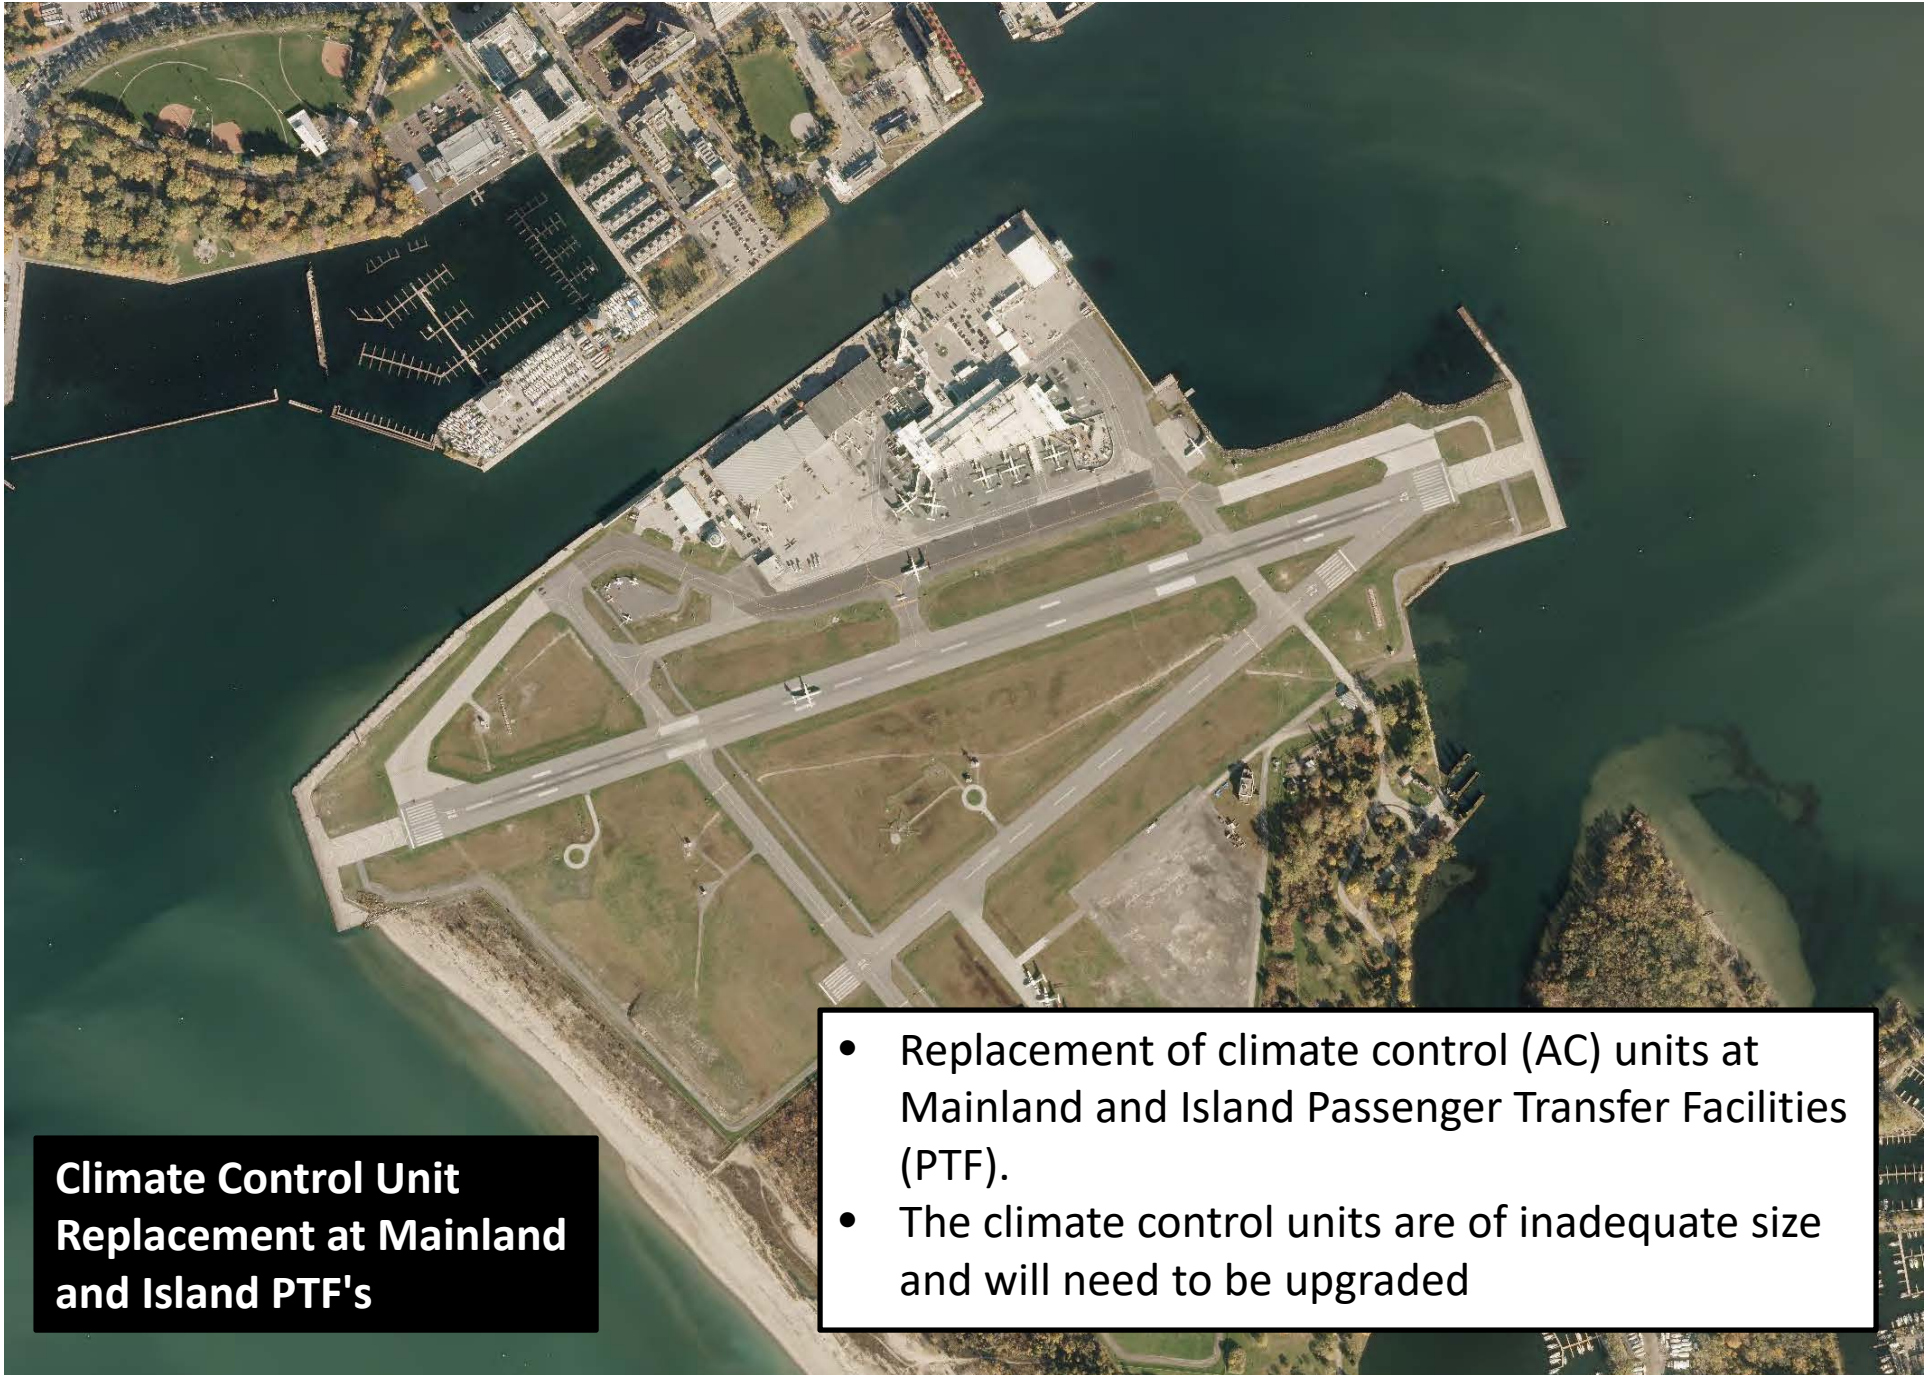 Climate Control Unit
Replacement at Mainland
and Island PTF's
• Replacement of climate control (AC) units at
Mainland and Island Passenger Transfer Facilities
(PTF).
• The climate control units are of inadequate size
and will need to be upgraded